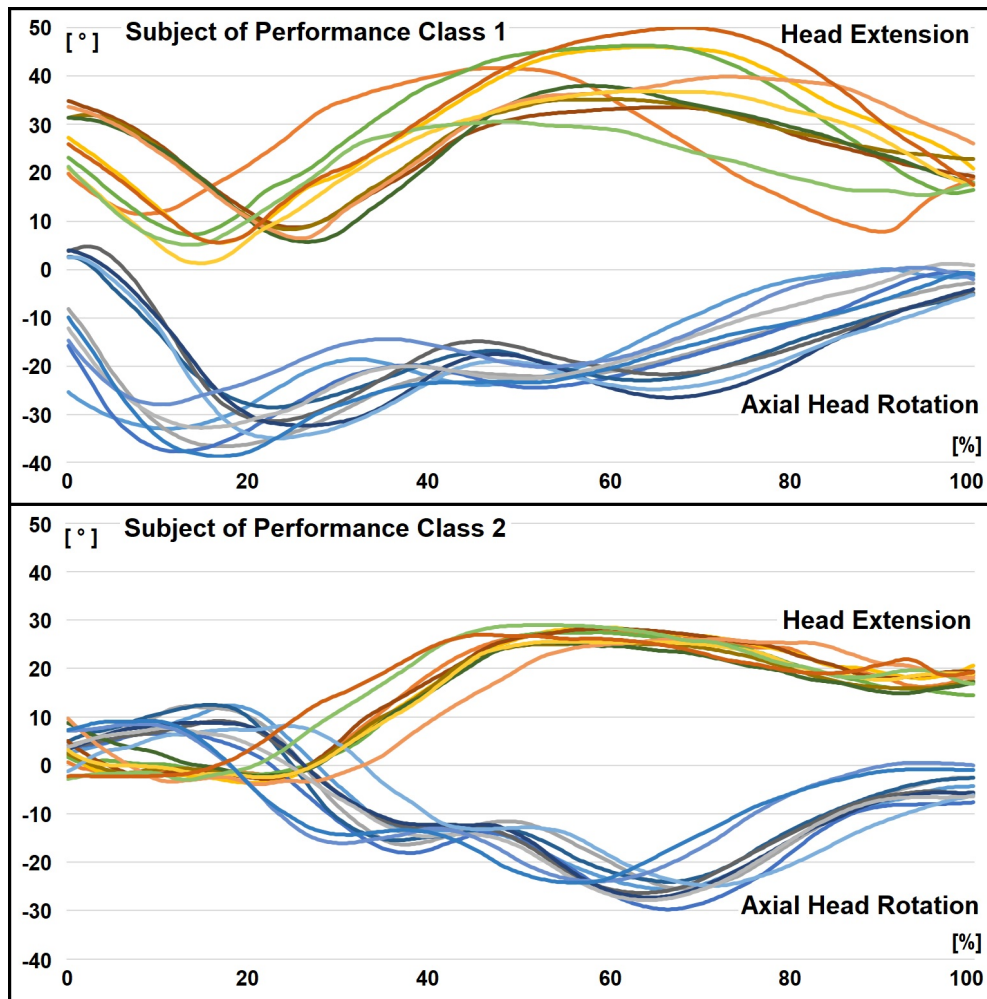 50 [ ° ] Subject of Performance Class 1 Head Extension
40
30
20
10
0
-10
-20
-30 Axial Head Rotation
[%]
-40
0 20 40 60 80 100
50 [ ° ] Subject of Performance Class 2
40
30 Head Extension
20
10
0
-10
-20
-30 Axial Head Rotation
[%]
-40
0 20 40 60 80 100